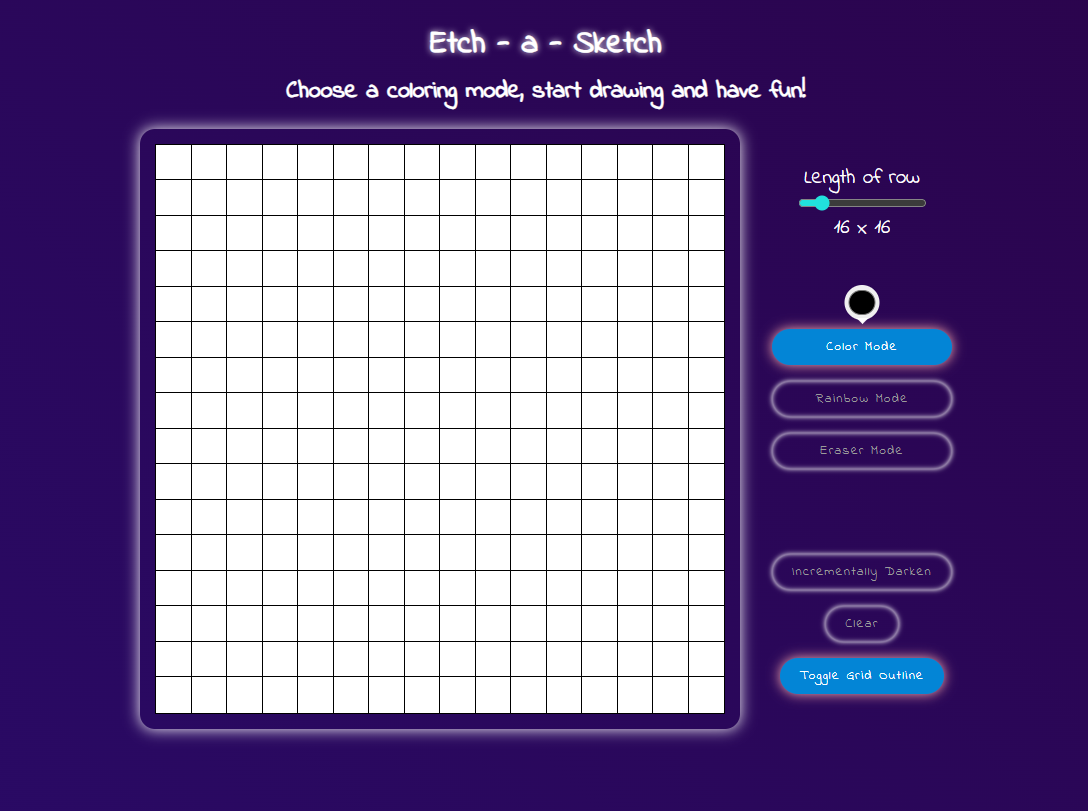 Etch - a - Sketch
Choose a coloring mode, start drawing and have fun!
Length of row
16 x 16
Color Mode
Rainbow Mode
Eraser Mode
Incrementally Darken
Clear
Toggle Grid Outline